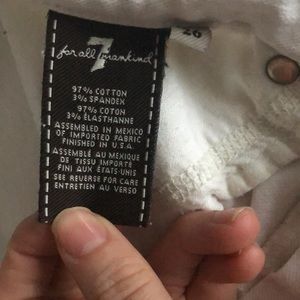 26
for all 7 mankind
97% COTTON
3% SPANDEX
97% COTON
3% ÉLASTHANNE
ASSEMBLED IN MEXICO
OF IMPORTED FABRIC
FINISHED IN U.S.A.
ASSEMBLÉ AU MEXIQUE
DE TISSU IMPORTÉ
FINI AUX ÉTATS-UNIS
SEE REVERSE FOR CARE
ENTRETIEN AU VERSO